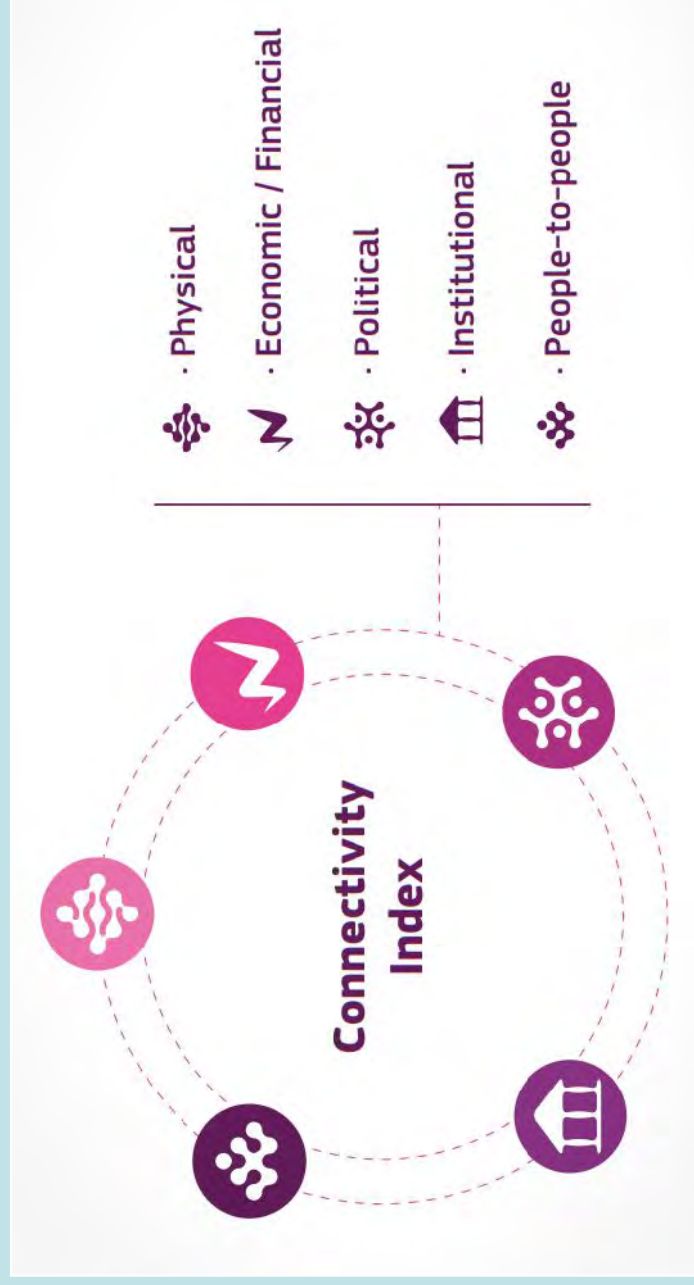 Connectivity
Index
· Physical
· Economic / Financial
· Political
· Institutional
· People-to-people